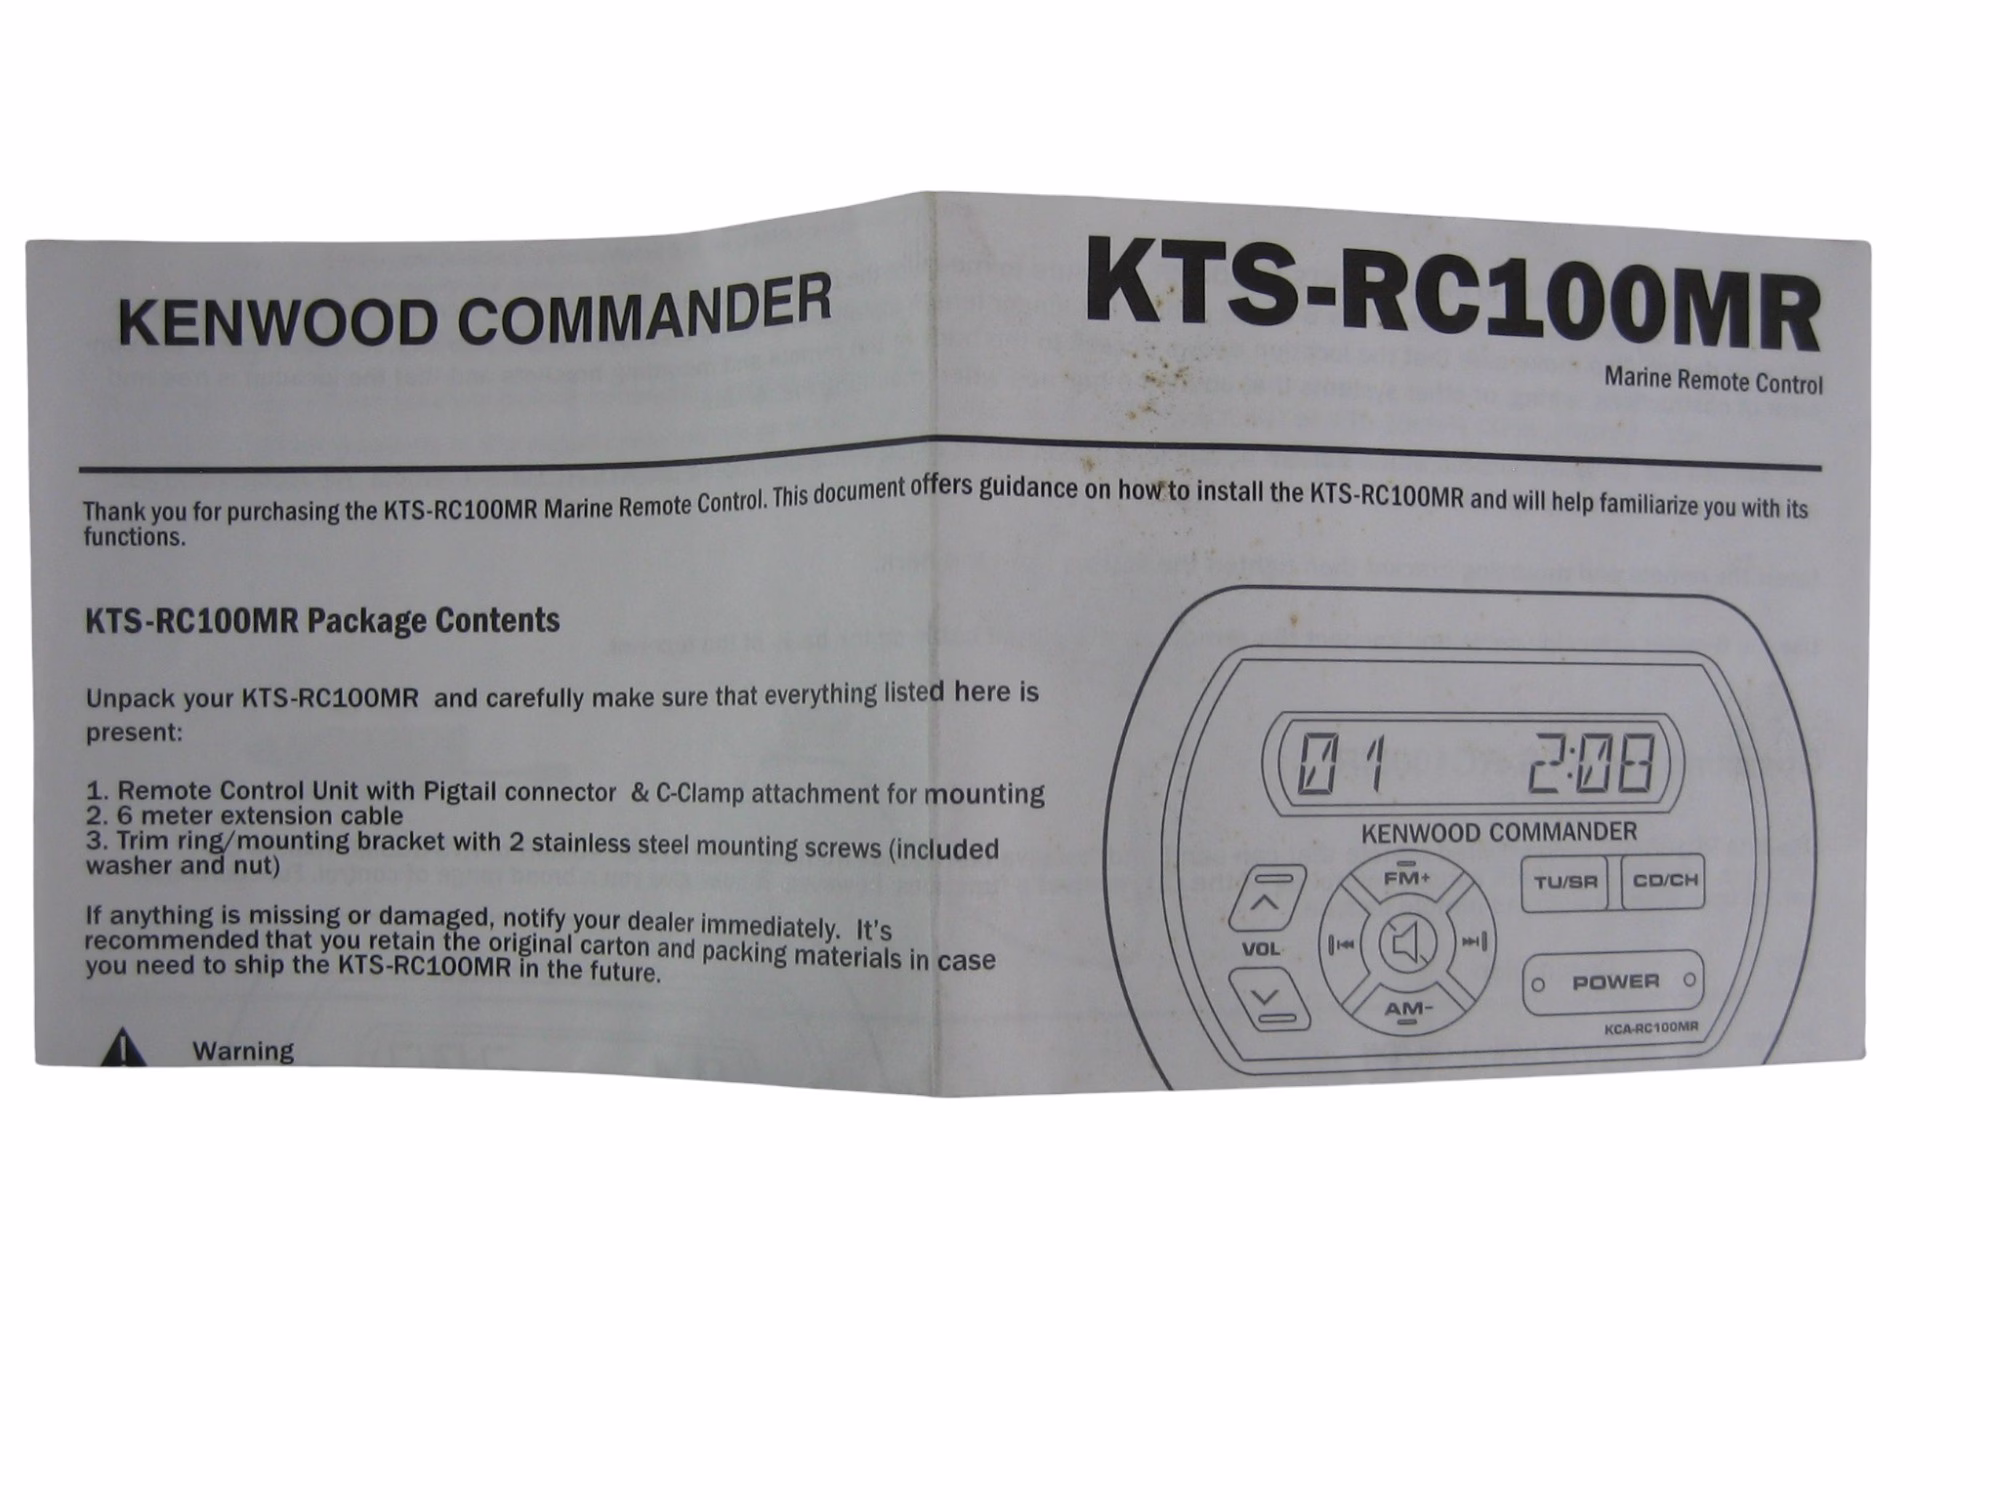 KENWOOD COMMANDER
KTS-RC100MR
Marine Remote Control
Thank you for purchasing the KTS-RC100MR Marine Remote Control. This document offers guidance on how to install the KTS-RC100MR and will help familiarize you with its
functions.
KTS-RC100MR Package Contents
Unpack your KTS-RC100MR and carefully make sure that everything listed here is
present:
1. Remote Control Unit with Pigtail connector & C-Clamp attachment for mounting
2. 6 meter extension cable
3. Trim ring/mounting bracket with 2 stainless steel mounting screws (included
washer and nut)
If anything is missing or damaged, notify your dealer immediately. It's
recommended that you retain the original carton and packing materials in case
you need to ship the KTS-RC100MR in the future.
Warning
01 2:08
KENWOOD COMMANDER
FM+
TU/SR CD/CH
VOL
POWER
AM-
KCA-RC100MR